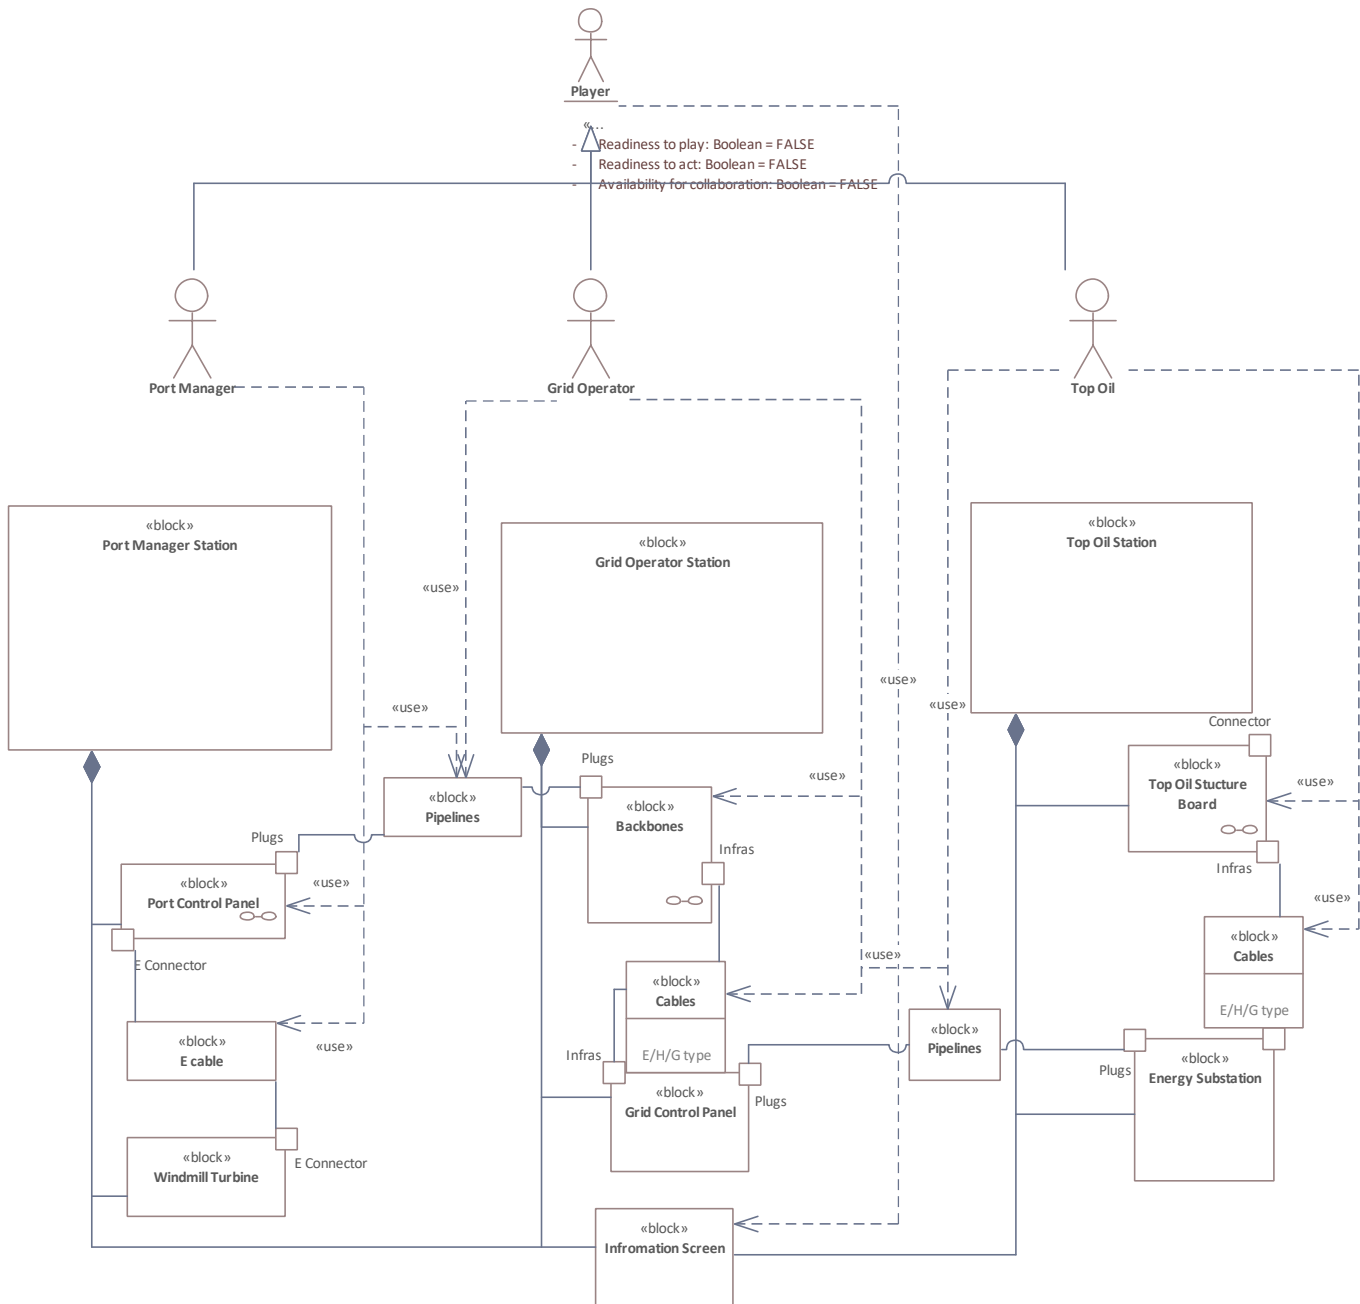 Player
«...
- Readiness to play: Boolean = FALSE
- Readiness to act: Boolean = FALSE
- Availability for collaboration: Boolean = FALSE
Port Manager
Grid Operator
Top Oil
«block»
Port Manager Station
«block»
Grid Operator Station
«block»
Top Oil Station
«use»
«use»
«use»
«use»
Connector
Plugs
«use»
«block»
Pipelines
«block»
Backbones
«block»
Top Oil Stucture
Board
«use»
Plugs
Infras
Infras
«block»
Port Control Panel
«use»
«use»
E Connector
«use»
«block»
Cables
E/H/G type
«block»
Cables
E/H/G type
«block»
E cable
«use»
Infras
«block»
Pipelines
Plugs
«block»
Energy Substation
«block»
Grid Control Panel
Plugs
«block»
Windmill Turbine
E Connector
«block»
Infromation Screen